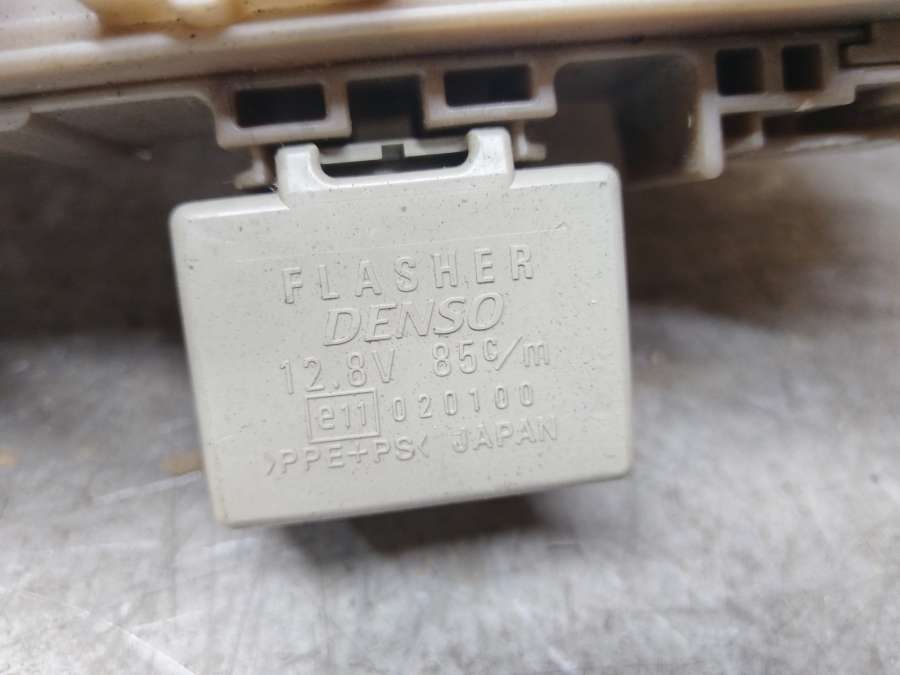 FLASHER
DENSO
12.8V 85c/m
e11 020100
>PPE+PS< JAPAN